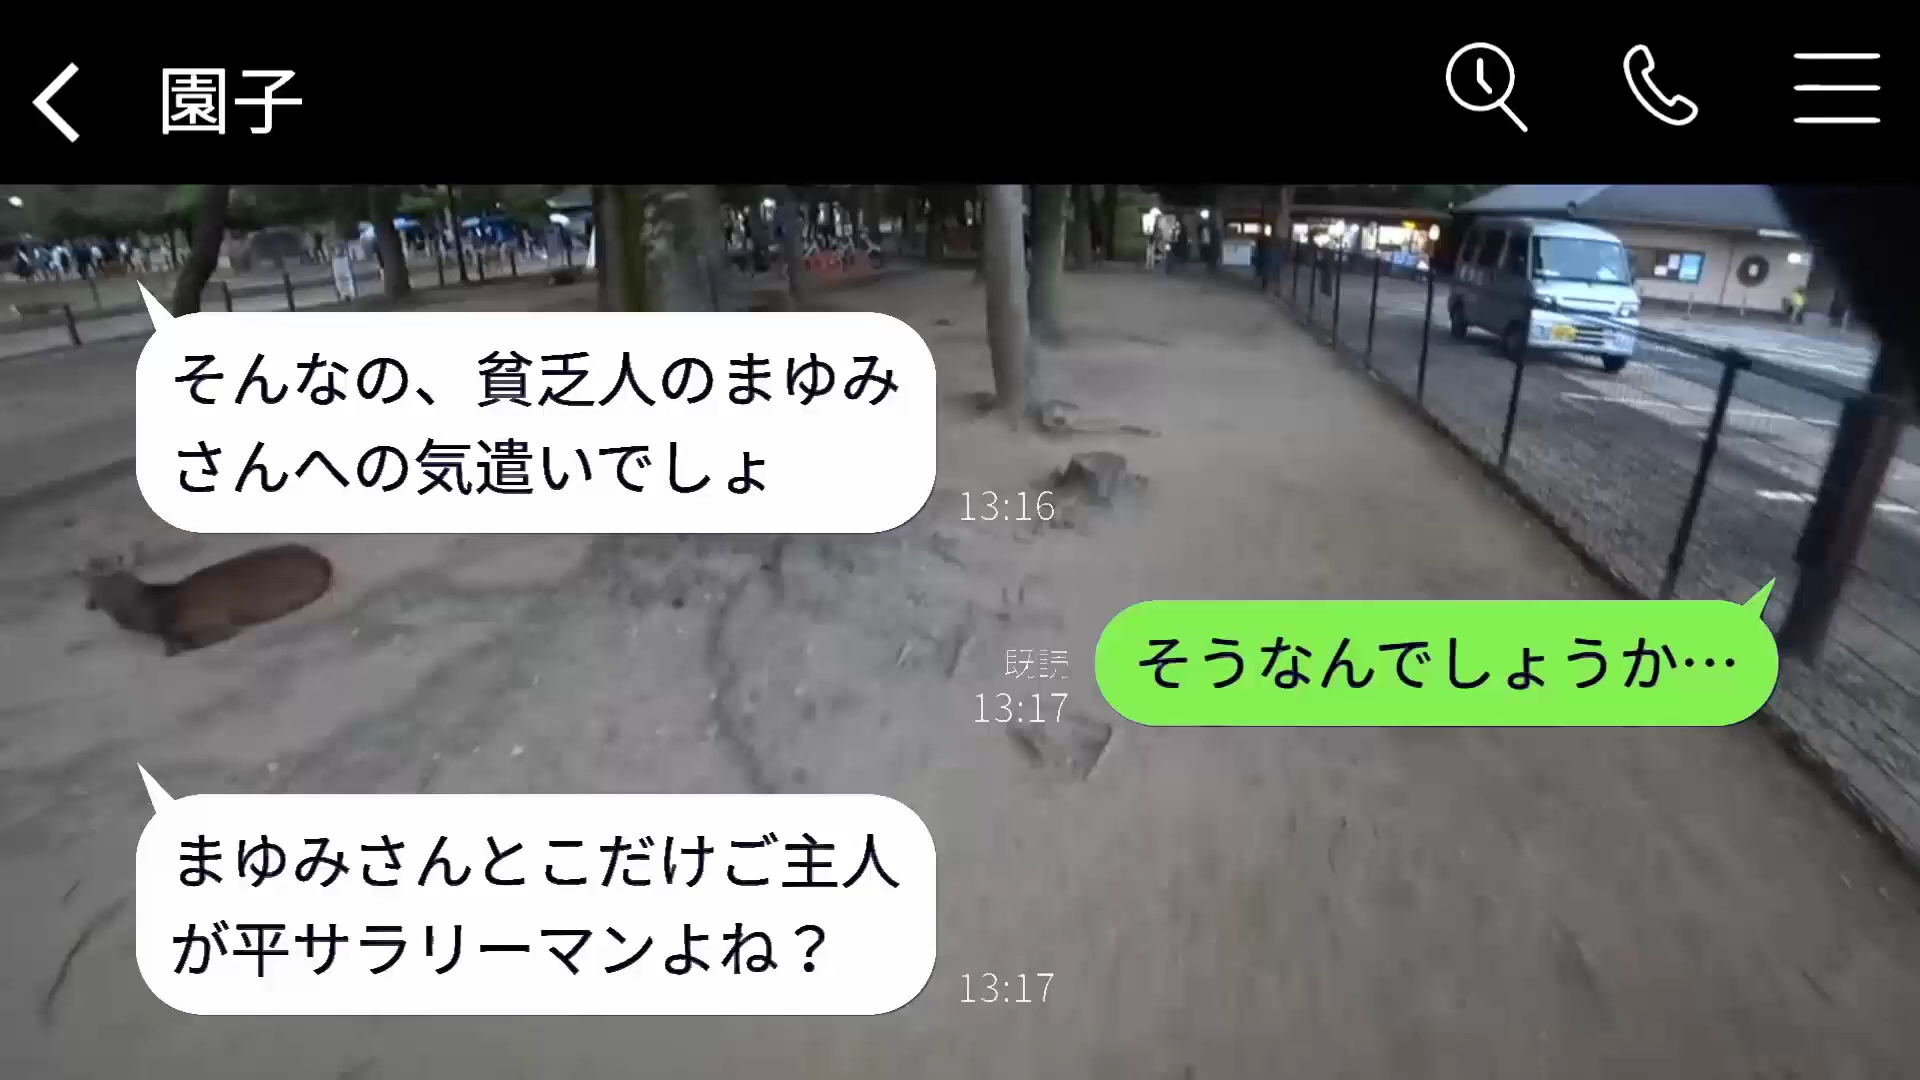 園子
そんなの、貧乏人のまゆみ
さんへの気遣いでしょ
13:16
そうなんでしょうか…
既読
13:17
まゆみさんとこだけご主人
が平サラリーマンよね？
13:17